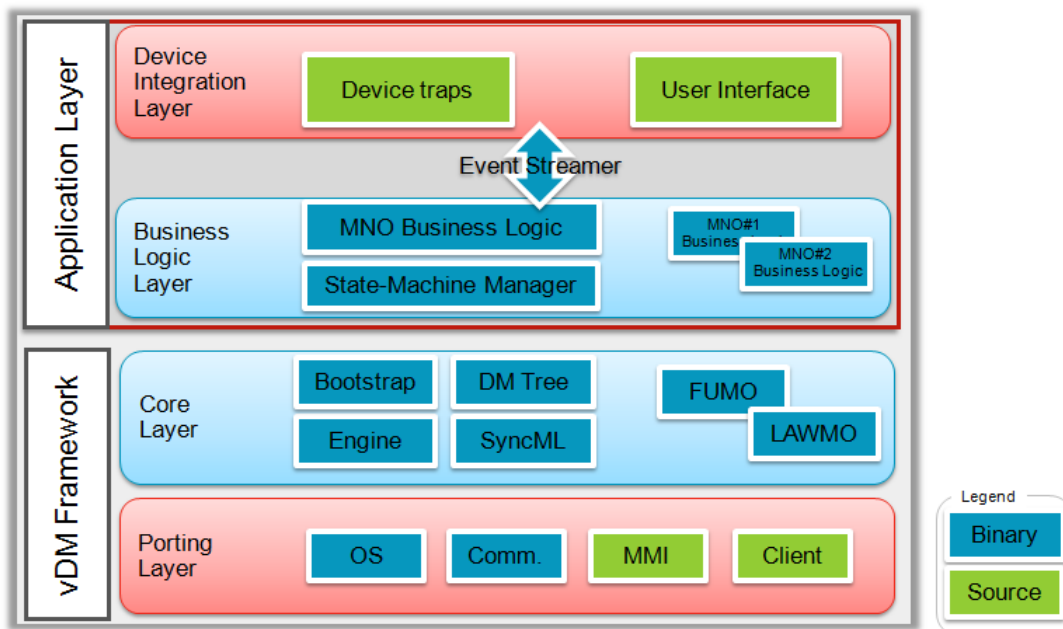 Application Layer
Device
Integration
Layer
Device traps
User Interface
Event Streamer
Business
Logic
Layer
MNO Business Logic
State-Machine Manager
MNO#1
MNO#2
Business Logic
vDM Framework
Core
Layer
Bootstrap
DM Tree
Engine
SyncML
FUMO
LAWMO
Porting
Layer
OS
Comm.
MMI
Client
Legend
Binary
Source